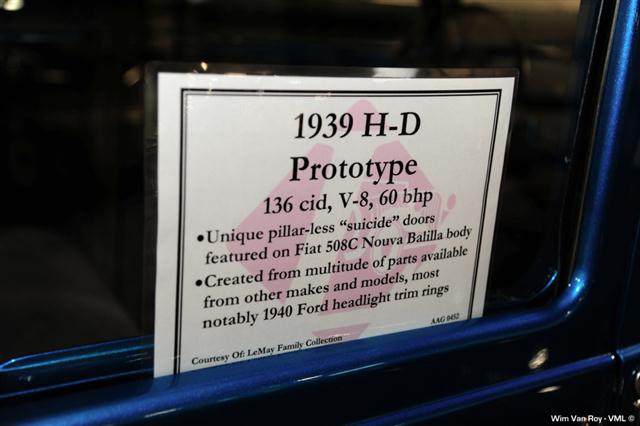 1939 H-D
Prototype
136 cid, V-8, 60 bhp
•Unique pillar-less “suicide” doors
featured on Fiat 508C Nouva Balilla body
•Created from multitude of parts available
from other makes and models, most
notably 1940 Ford headlight trim rings
AAG 0452
Courtesy Of: LeMay Family Collection
Wim Van Roy - VML ©